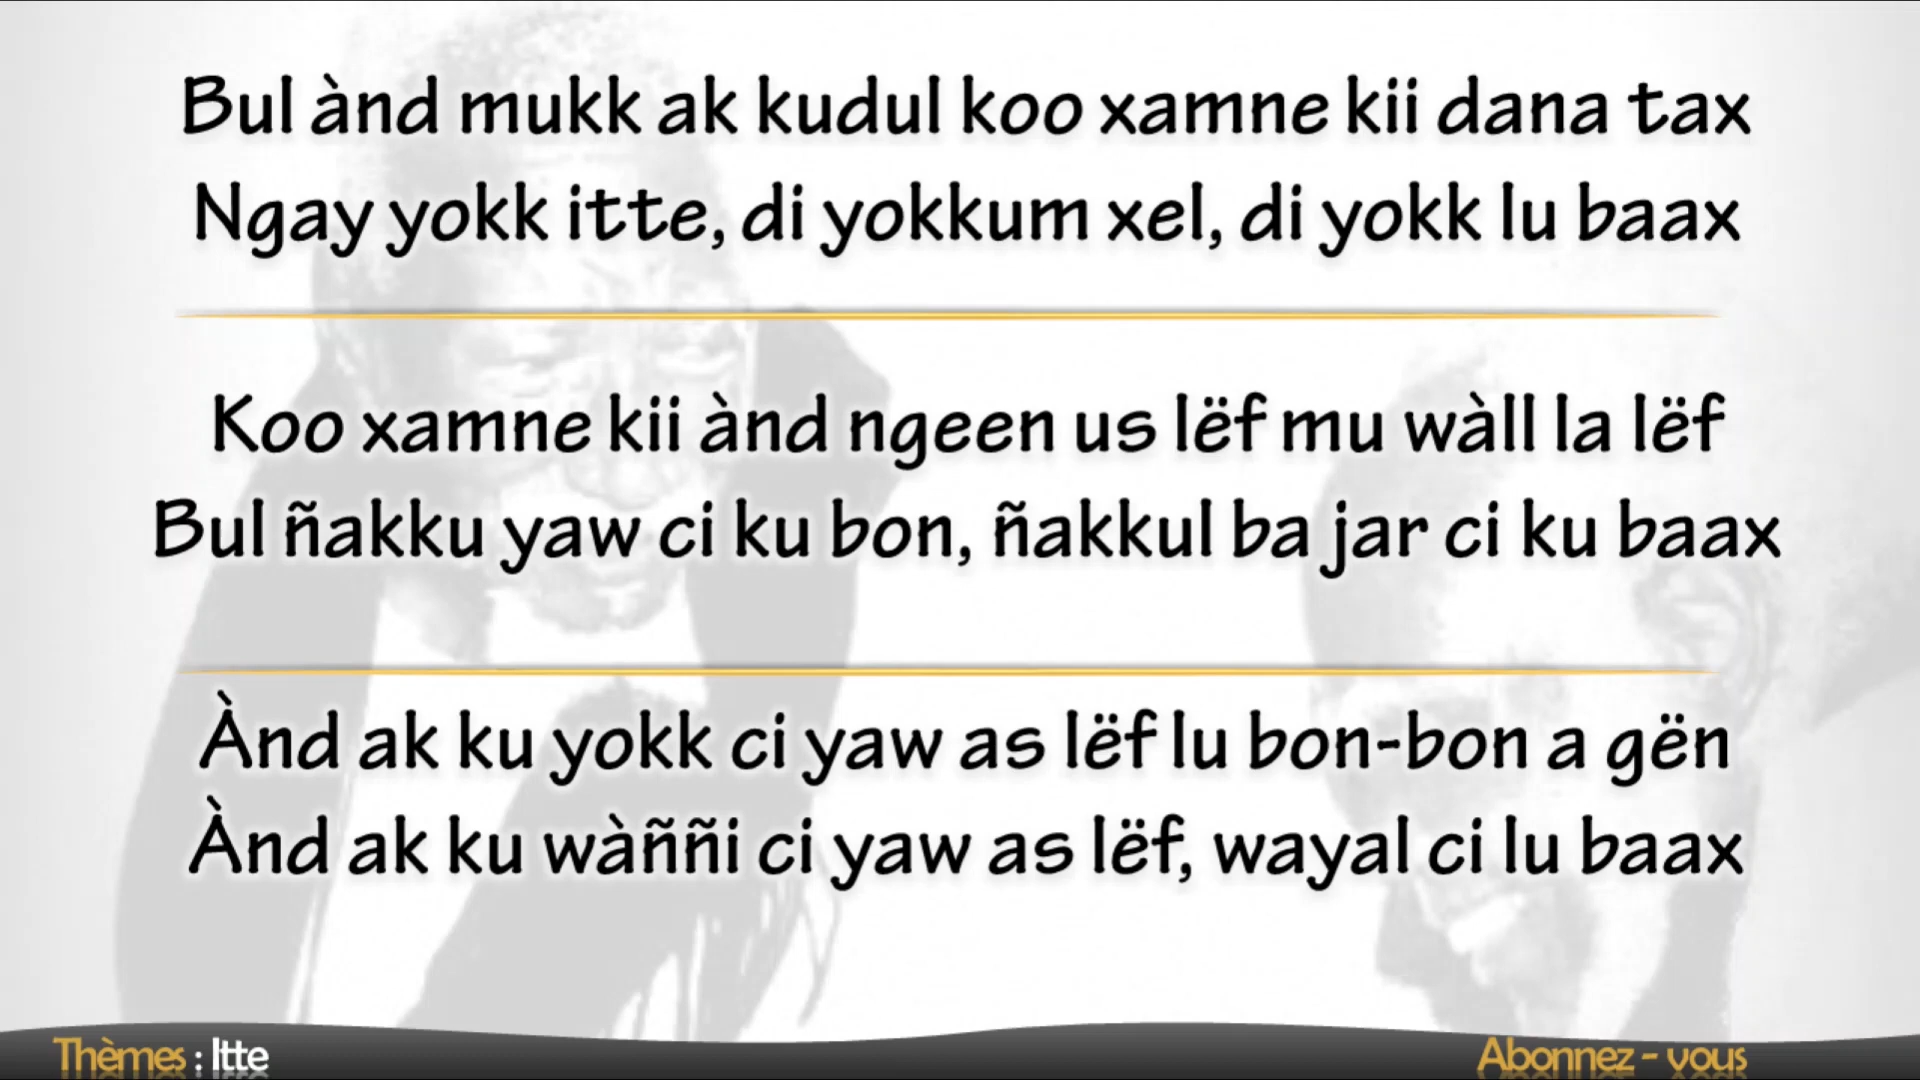 Bul ànd mukk ak kudul koo xamne kii dana tax
Ngay yokk itte, di yokkum xel, di yokk lu baax
Koo xamne kii ànd ngeen us lëf mu wàll la lëf
Bul ñakku yaw ci ku bon, ñakkul ba jar ci ku baax
Ànd ak ku yokk ci yaw as lëf lu bon-bon a gën
Ànd ak ku wàññi ci yaw as lëf, wayal ci lu baax
Thèmes : Itte
Abonnez - vous